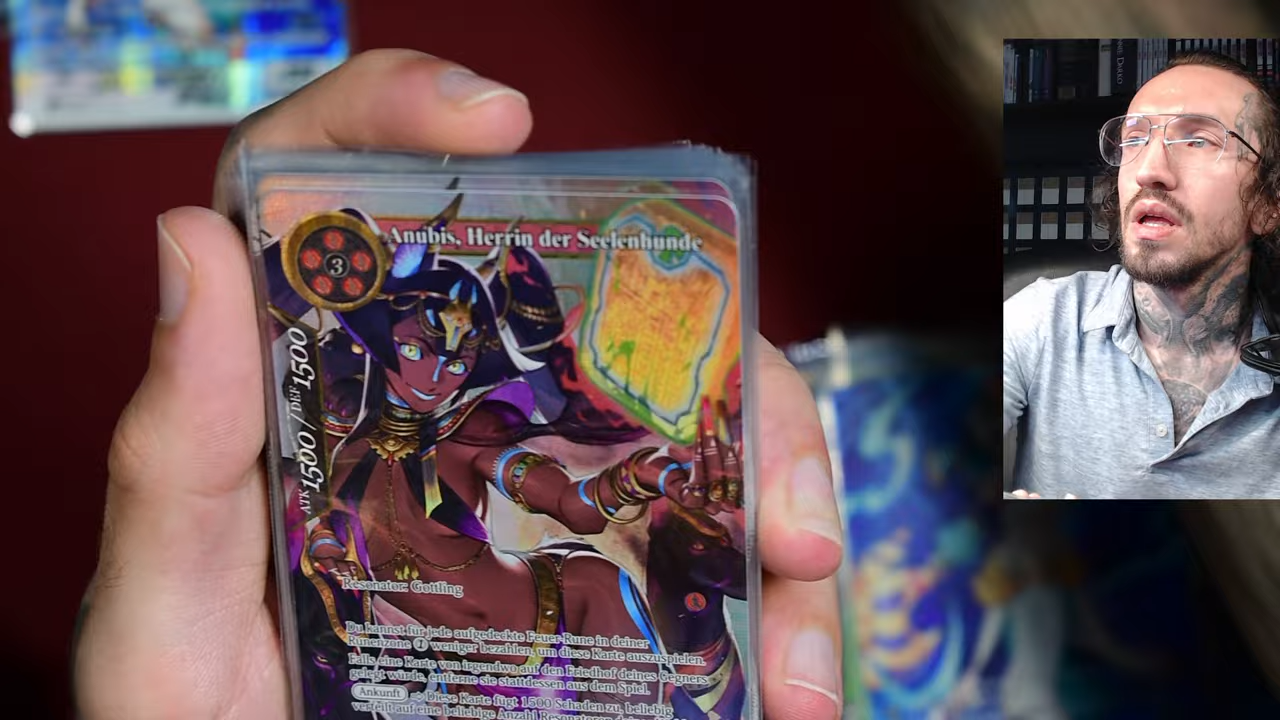 Anubis, Herrin der Seelenhunde
3
ATK 1500 / DEF 1500
Resonator: Göttling
Du kannst für jede aufgedeckte Feuer-Rune in deiner
Runenzone 1 weniger bezahlen, um diese Karte auszuspielen.
Falls eine Karte von irgendwo auf den Friedhof deines Gegners
gelegt würde, entferne sie stattdessen aus dem Spiel.
Ankunft Diese Karte fügt 1500 Schaden zu, beliebig
verteilt auf eine beliebige Anzahl Resonatoren